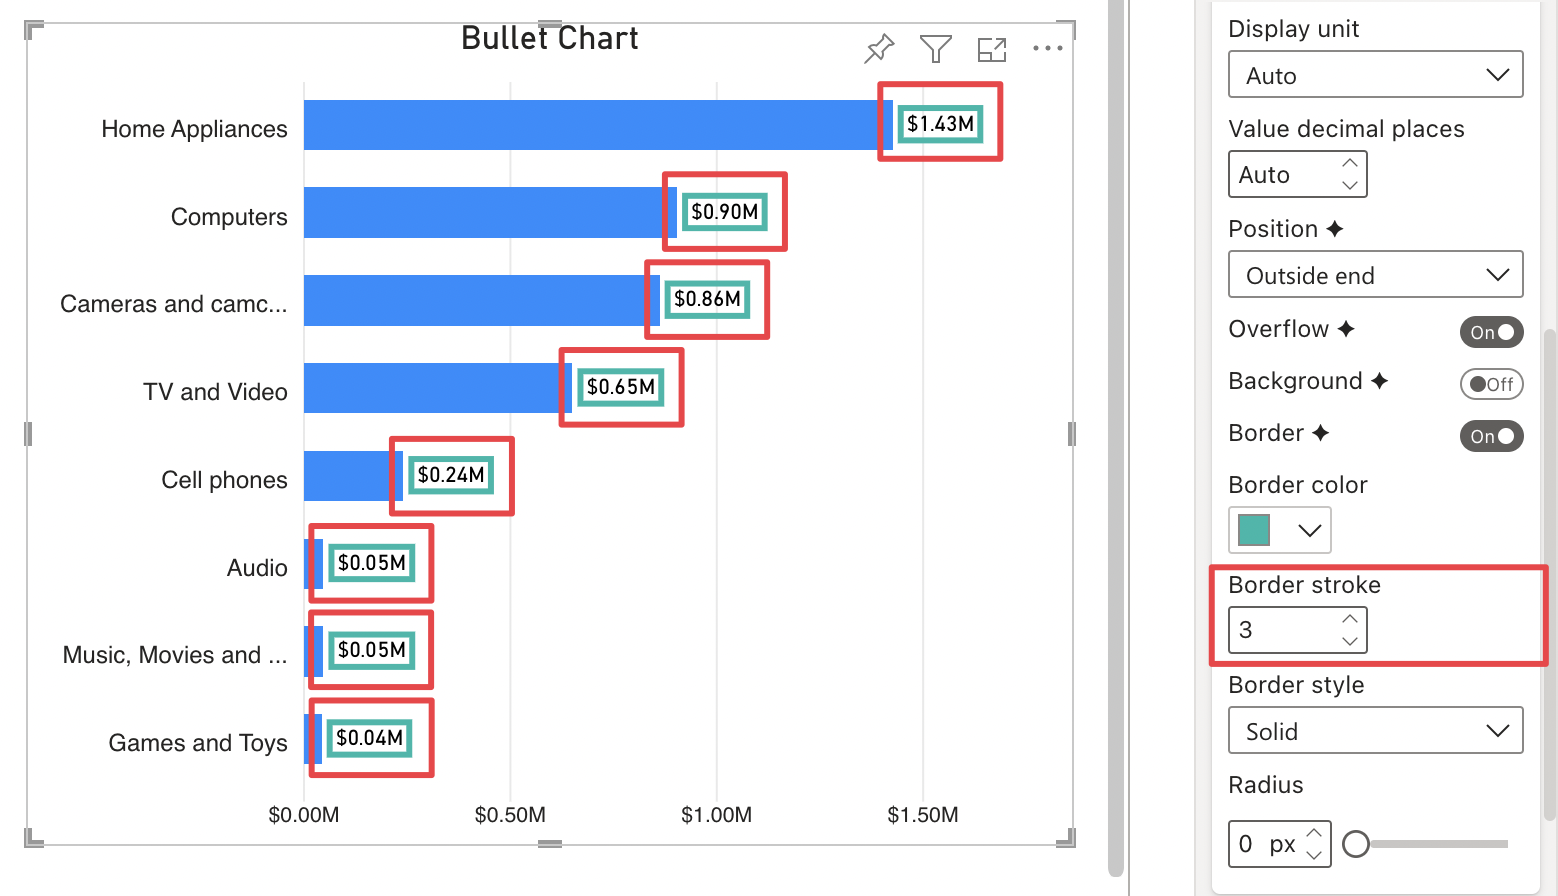 Bullet Chart
Home Appliances
$1.43M
Computers
$0.90M
Cameras and camc...
$0.86M
TV and Video
$0.65M
Cell phones
$0.24M
Audio
$0.05M
Music, Movies and ...
$0.05M
Games and Toys
$0.04M
$0.00M $0.50M $1.00M $1.50M
Display unit
Auto
Value decimal places
Auto
Position
Outside end
Overflow On
Background Off
Border On
Border color
Border stroke
3
Border style
Solid
Radius
0 px